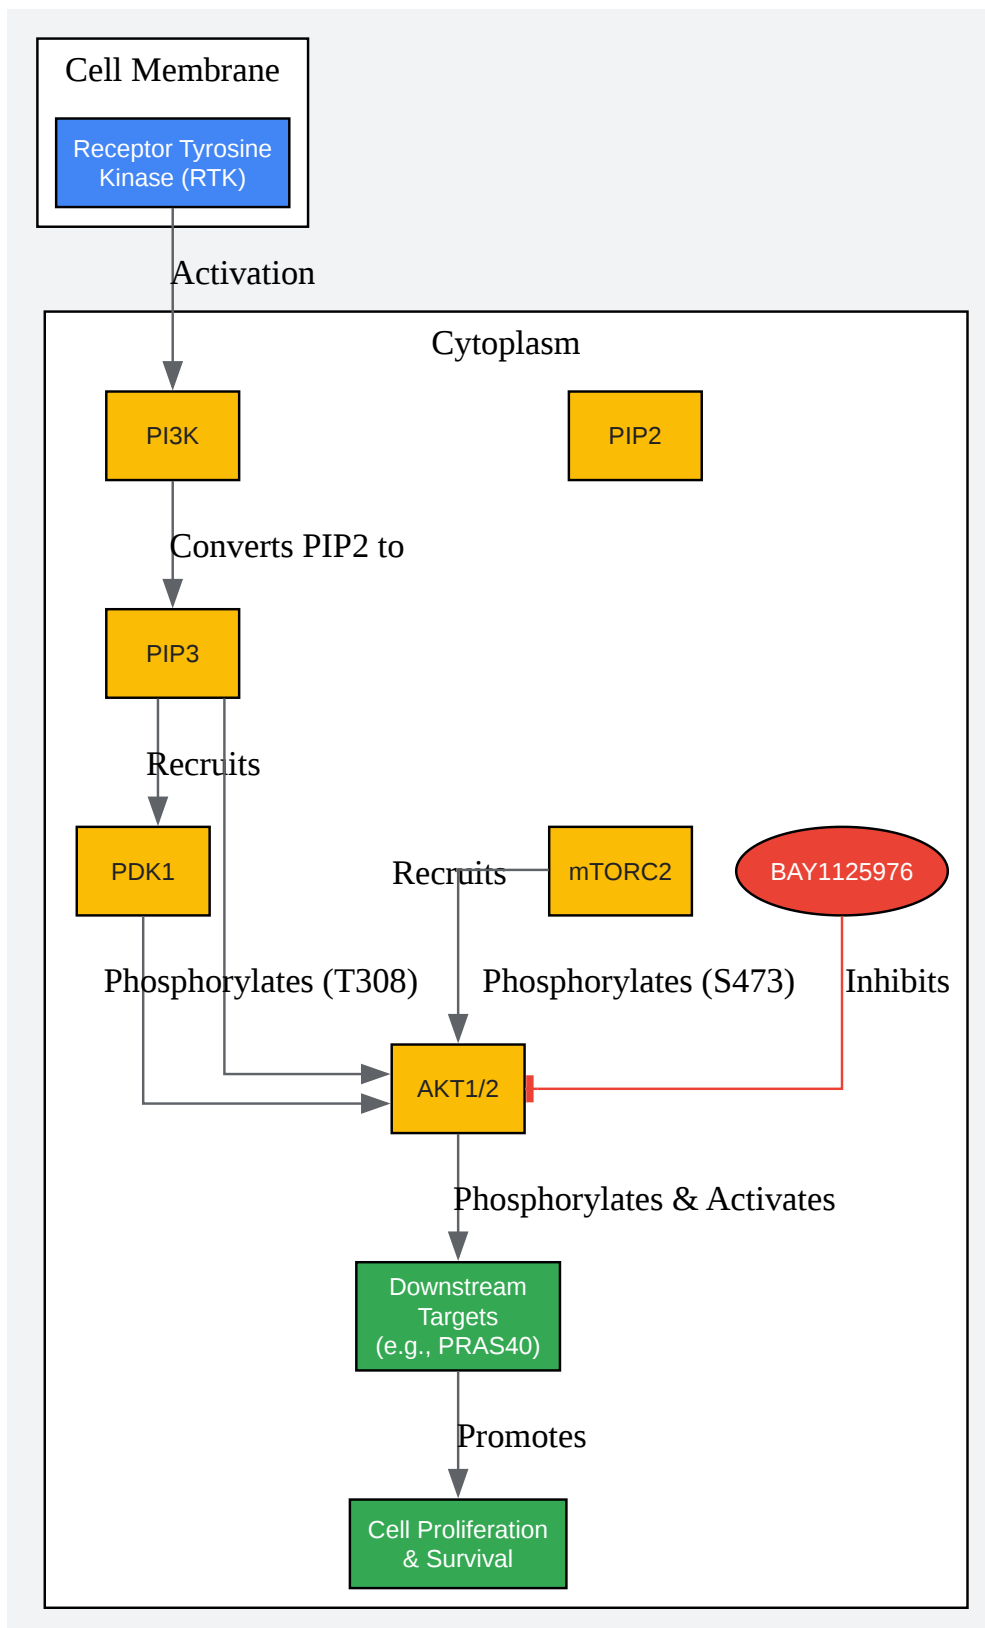 Cell Membrane
Receptor Tyrosine
Kinase (RTK)
Activation
Cytoplasm
PI3K
PIP2
Converts PIP2 to
PIP3
Recruits
PDK1
Recruits
mTORC2
BAY1125976
Phosphorylates (T308)
Phosphorylates (S473)
Inhibits
AKT1/2
Phosphorylates & Activates
Downstream
Targets
(e.g., PRAS40)
Promotes
Cell Proliferation
& Survival